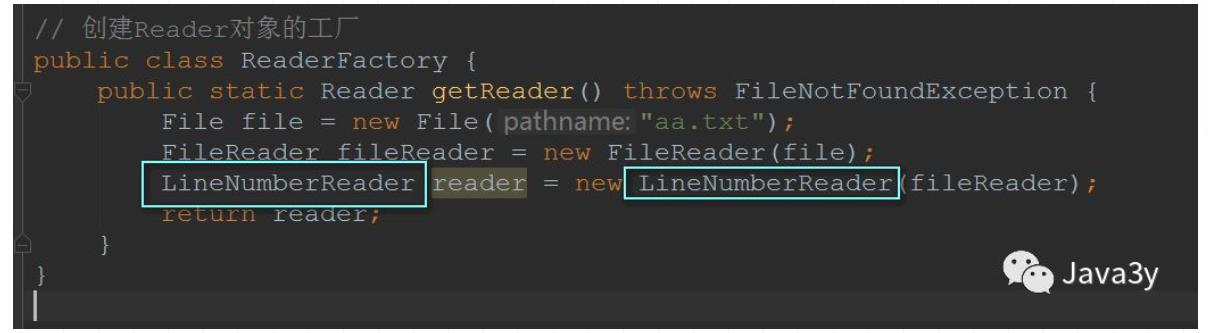 // 创建Reader对象的工厂
public class ReaderFactory {
public static Reader getReader() throws FileNotFoundException {
File file = new File( pathname: "aa.txt");
FileReader fileReader = new FileReader(file);
LineNumberReader reader = new LineNumberReader(fileReader);
return reader;
}
}
Java3y